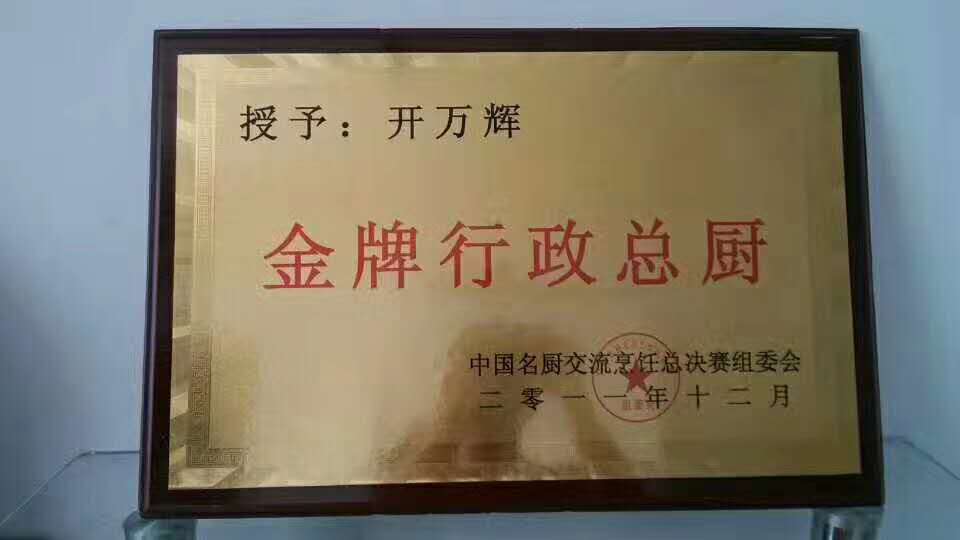 授予：开万辉
金牌行政总厨
中国名厨交流烹饪总决赛组委会
二零一一年十二月